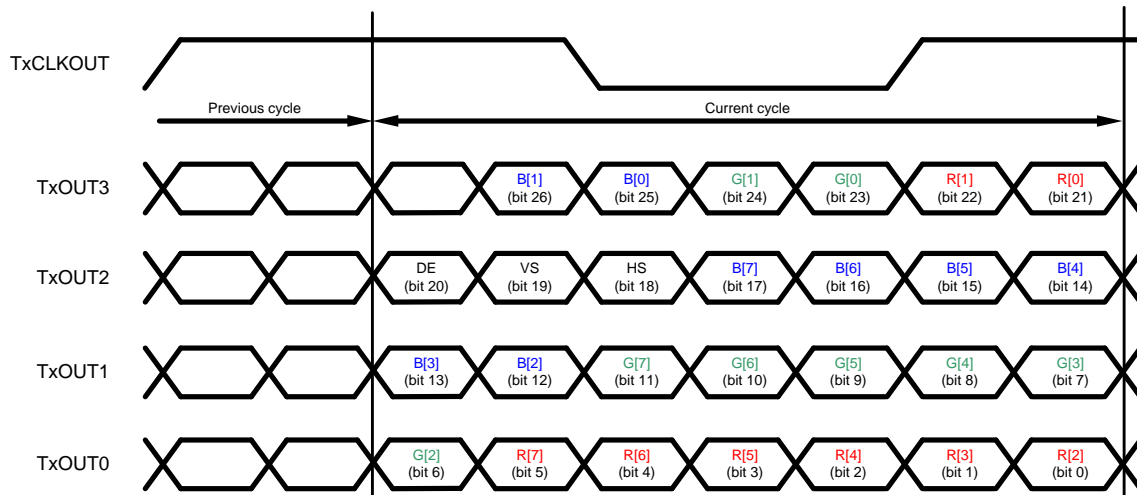 TxCLKOUT
Previous cycle
Current cycle
TxOUT3
B[1] B[0] G[1] G[0] R[1] R[0]
(bit 26) (bit 25) (bit 24) (bit 23) (bit 22) (bit 21)
TxOUT2
DE VS HS B[7] B[6] B[5] B[4]
(bit 20) (bit 19) (bit 18) (bit 17) (bit 16) (bit 15) (bit 14)
TxOUT1
B[3] B[2] G[7] G[6] G[5] G[4] G[3]
(bit 13) (bit 12) (bit 11) (bit 10) (bit 9) (bit 8) (bit 7)
TxOUT0
G[2] R[7] R[6] R[5] R[4] R[3] R[2]
(bit 6) (bit 5) (bit 4) (bit 3) (bit 2) (bit 1) (bit 0)